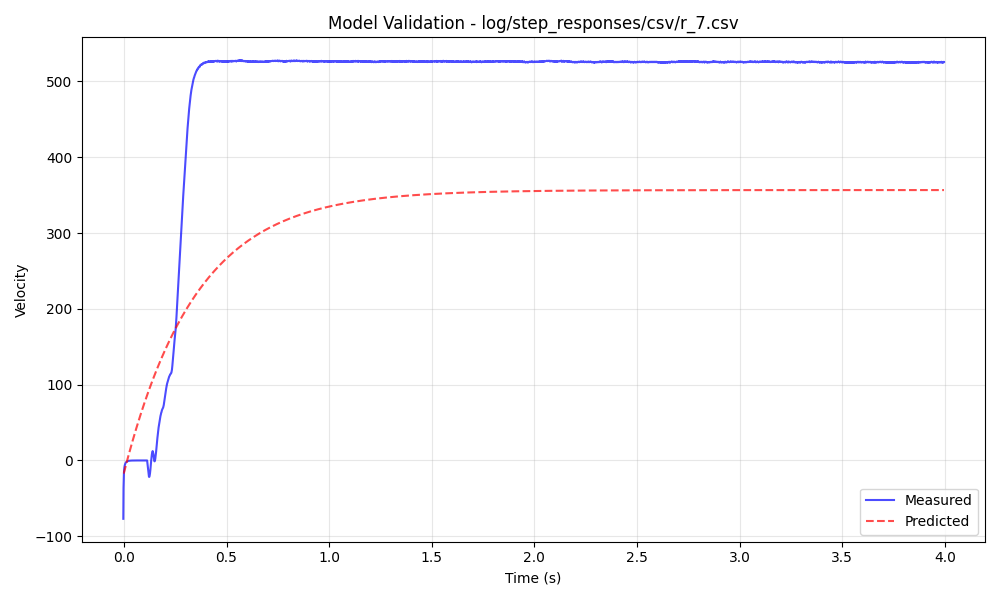 Model Validation - log/step_responses/csv/r_7.csv
Velocity
500
400
300
200
100
0
−100
0.0 0.5 1.0 1.5 2.0 2.5 3.0 3.5 4.0
Time (s)
Measured
Predicted